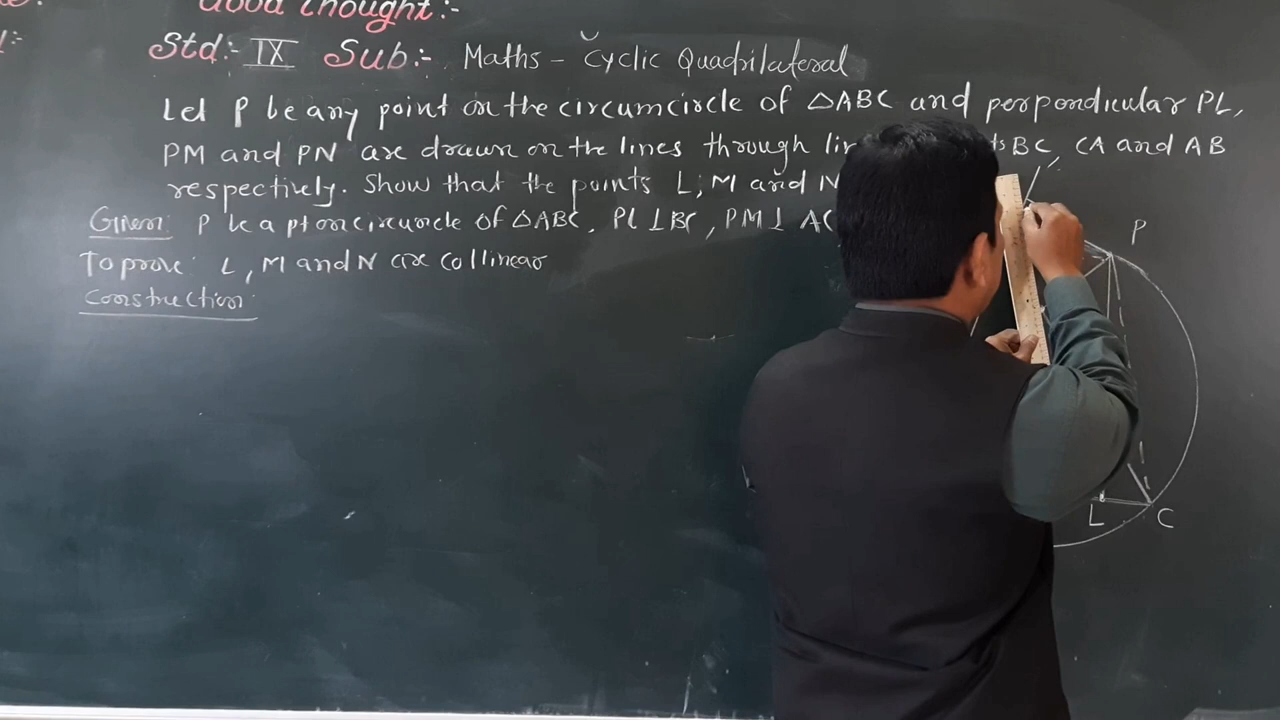 Good Thought:-
Std:- IX Sub:- Maths - Cyclic Quadrilateral
Let P be any point on the circumcircle of △ABC and perpendicular PL,
PM and PN are drawn on the lines through BC, CA and AB
respectively. Show that the points L, M and N
Given: P is a pt on circumcircle of △ABC, PL ⊥ BC, PM ⊥ AC
To prove: L, M and N are collinear
Construction:
P
L C